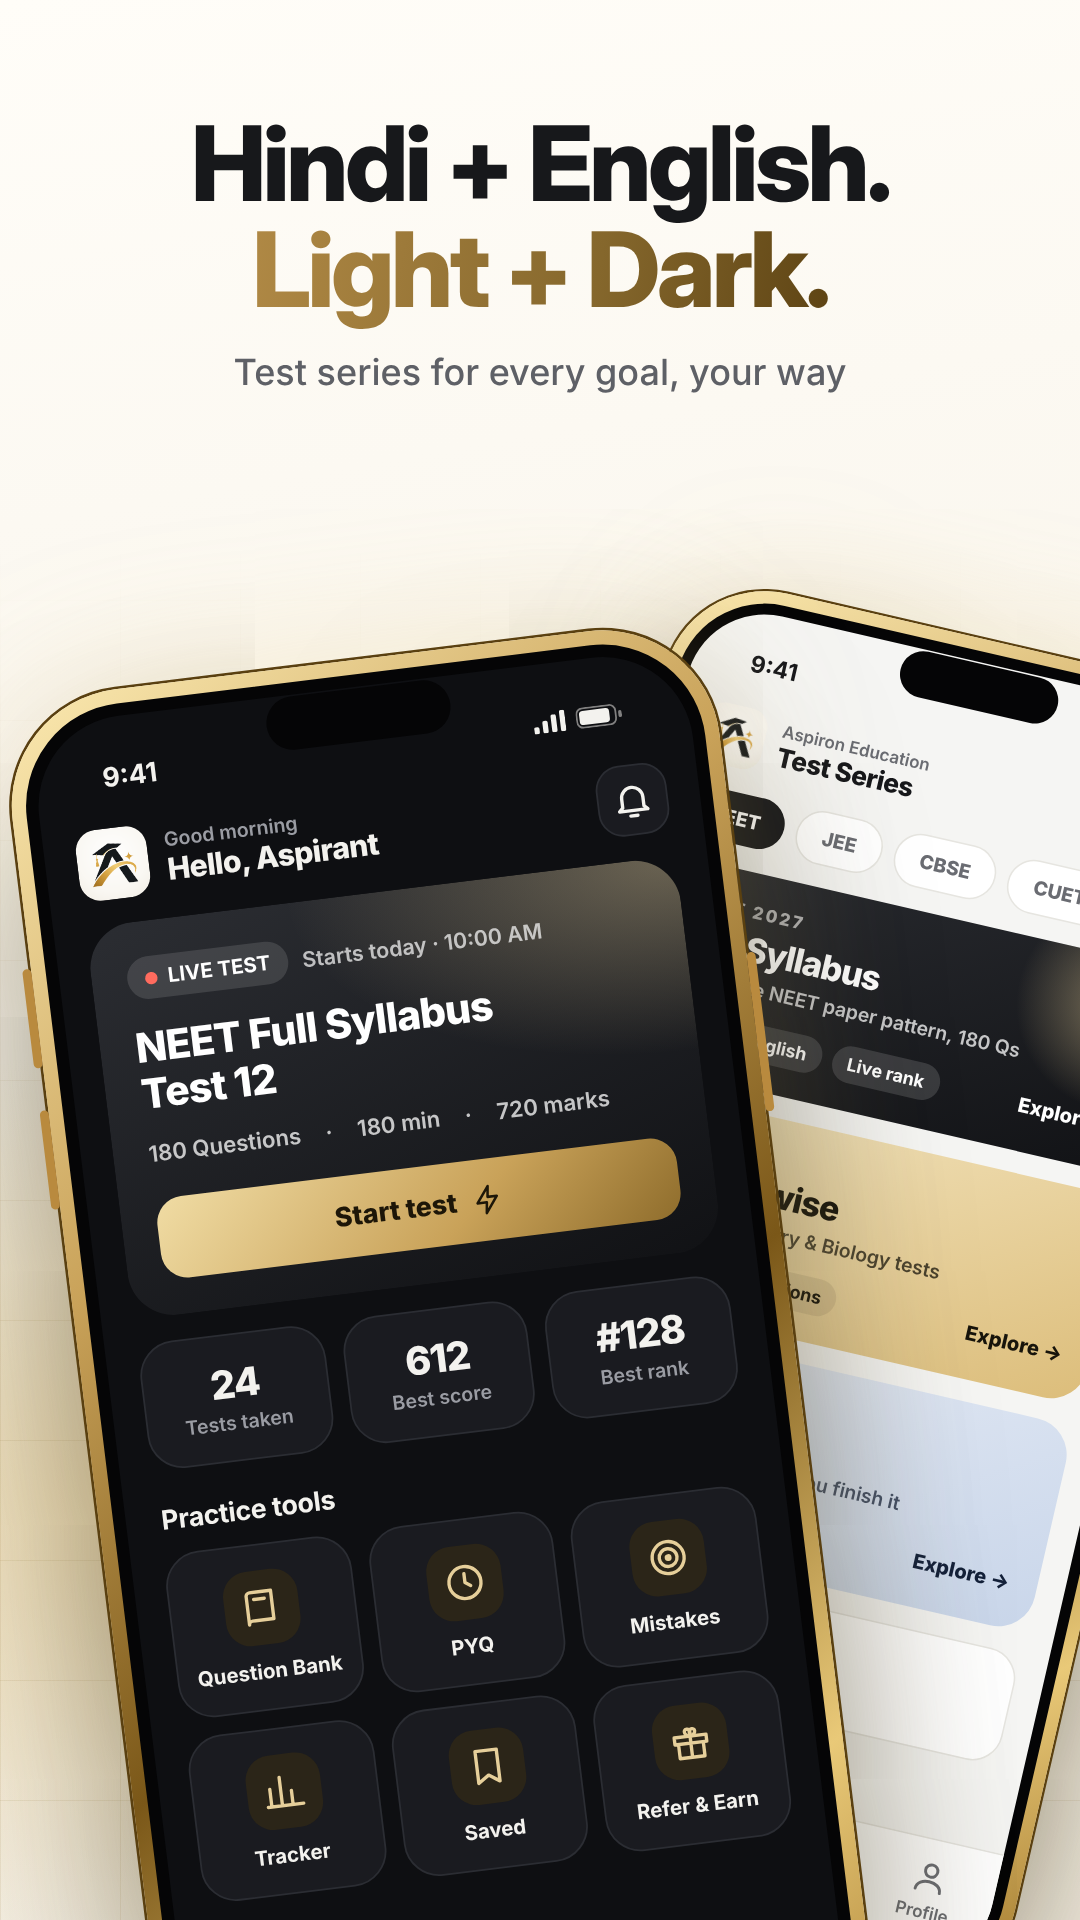 Hindi + English.
Light + Dark.
Test series for every goal, your way
9:41
Good morning
Hello, Aspirant
LIVE TEST
Starts today · 10:00 AM
NEET Full Syllabus
Test 12
180 Questions · 180 min · 720 marks
Start test
24
Tests taken
612
Best score
#128
Best rank
Practice tools
Question Bank
PYQ
Mistakes
Tracker
Saved
Refer & Earn
9:41
Aspiron Education
Test Series
JEE
CBSE
2027
Syllabus
NEET paper pattern, 180 Qs
Live rank
& Biology tests
Explore →
finish it
Explore →
Profile